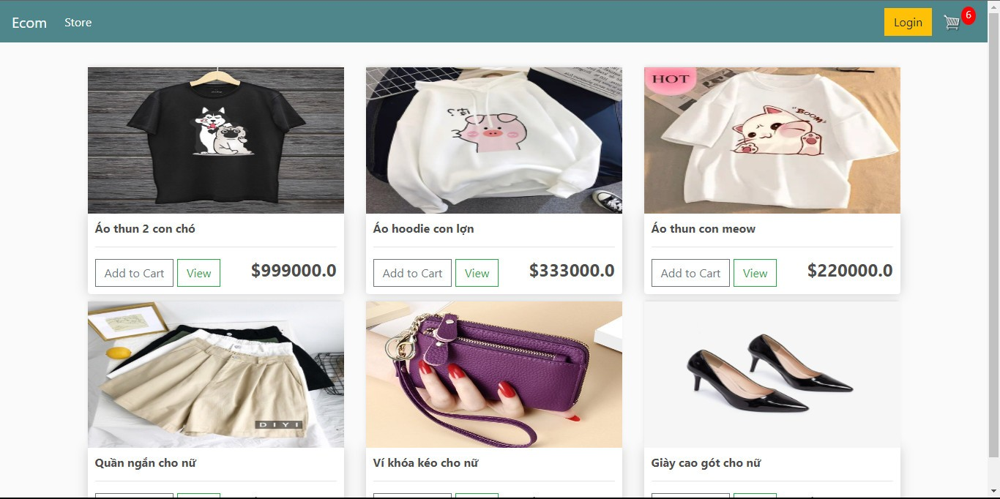 Ecom
Store
Login
6
HOT
"BOOM"
Áo thun 2 con chó
Áo hoodie con lợn
Áo thun con meow
Add to Cart
View
$999000.0
Add to Cart
View
$333000.0
Add to Cart
View
$220000.0
DIYI
Quần ngắn cho nữ
Ví khóa kéo cho nữ
Giày cao gót cho nữ